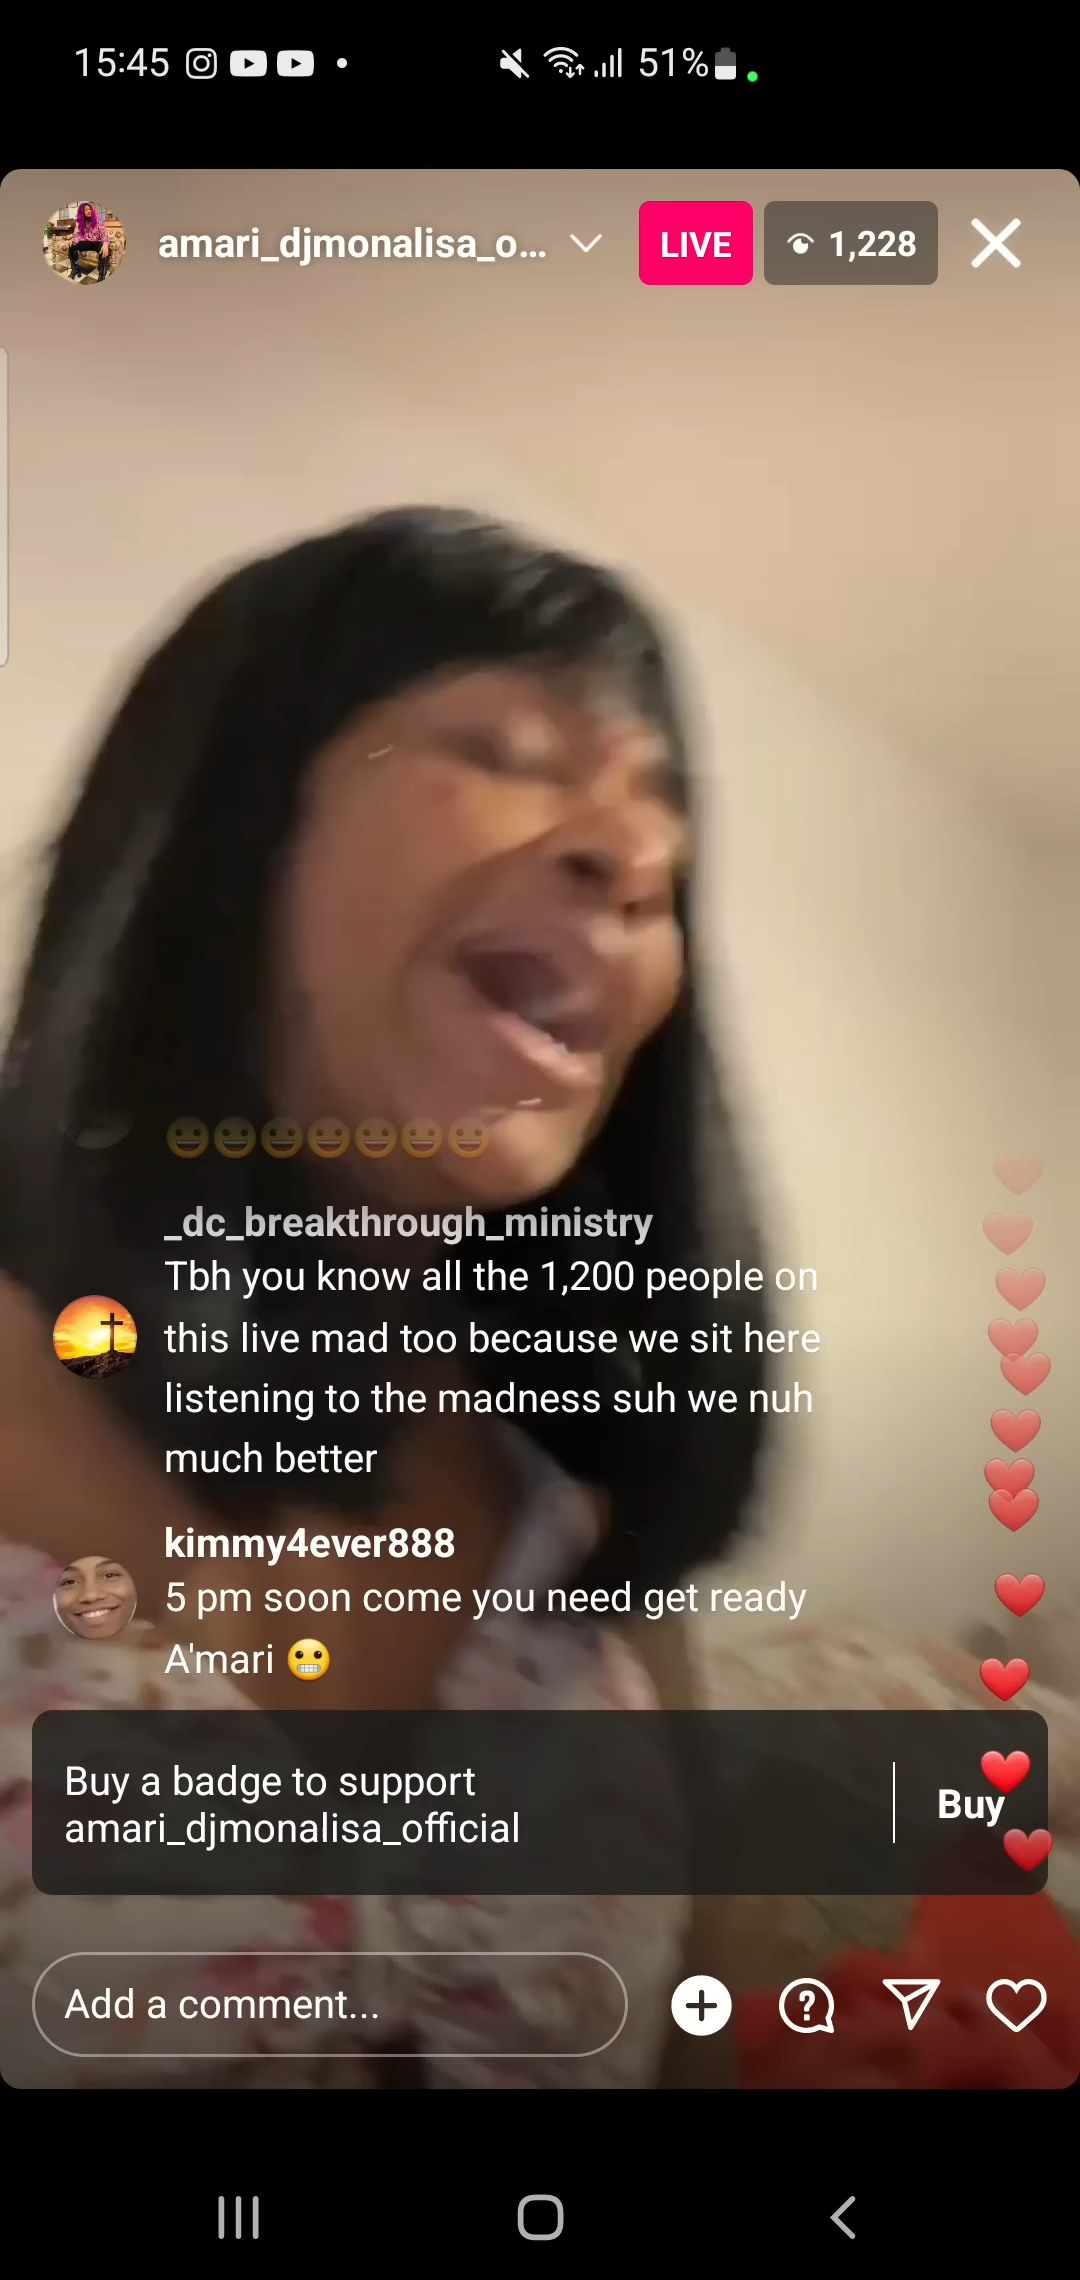 15:45
51%
amari_djmonalisa_o...
LIVE
1,228
_dc_breakthrough_ministry
Tbh you know all the 1,200 people on
this live mad too because we sit here
listening to the madness suh we nuh
much better
kimmy4ever888
5 pm soon come you need get ready
A'mari 😬
Buy a badge to support
amari_djmonalisa_official
Buy
Add a comment...